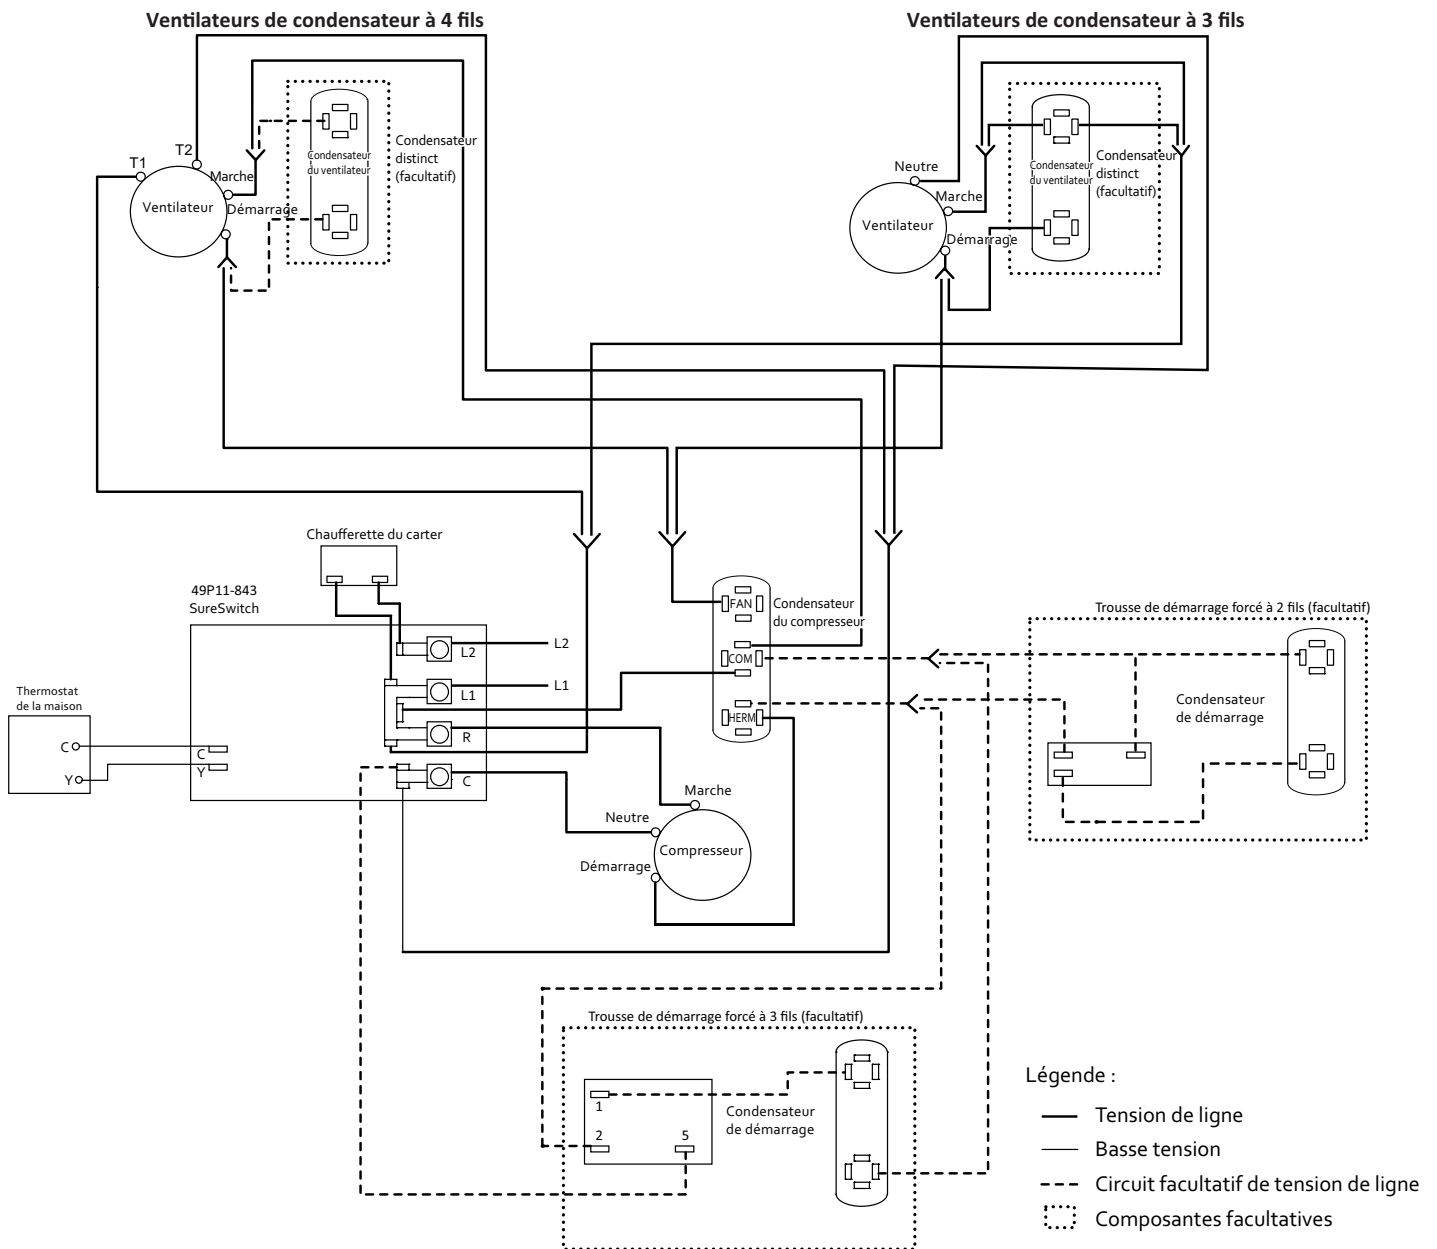 Ventilateurs de condensateur à 4 fils
Ventilateurs de condensateur à 3 fils
T1
T2
Marche
Ventilateur
Démarrage
Condensateur
du ventilateur
Condensateur
distinct
(facultatif)
Neutre
Marche
Ventilateur
Démarrage
Condensateur
du ventilateur
Condensateur
distinct
(facultatif)
Chaufferette du carter
49P11-843
SureSwitch
L2
L2
L1
L1
R
C
Thermostat
de la maison
C
Y
C
Y
FAN
COM
HERM
Condensateur
du compresseur
Marche
Neutre
Compresseur
Démarrage
Trousse de démarrage forcé à 2 fils (facultatif)
Condensateur
de démarrage
Trousse de démarrage forcé à 3 fils (facultatif)
1
2
5
Condensateur
de démarrage
Légende :
Tension de ligne
Basse tension
Circuit facultatif de tension de ligne
Composantes facultatives